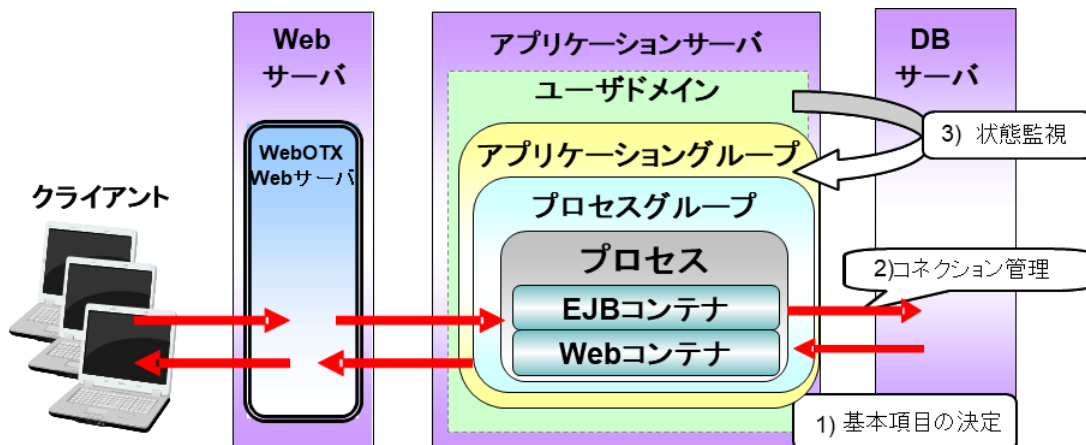 クライアント
Web
サーバ
WebOTX
Webサーバ
アプリケーションサーバ
ユーザドメイン
アプリケーショングループ
プロセスグループ
プロセス
EJBコンテナ
Webコンテナ
DB
サーバ
3) 状態監視
2)コネクション管理
1) 基本項目の決定